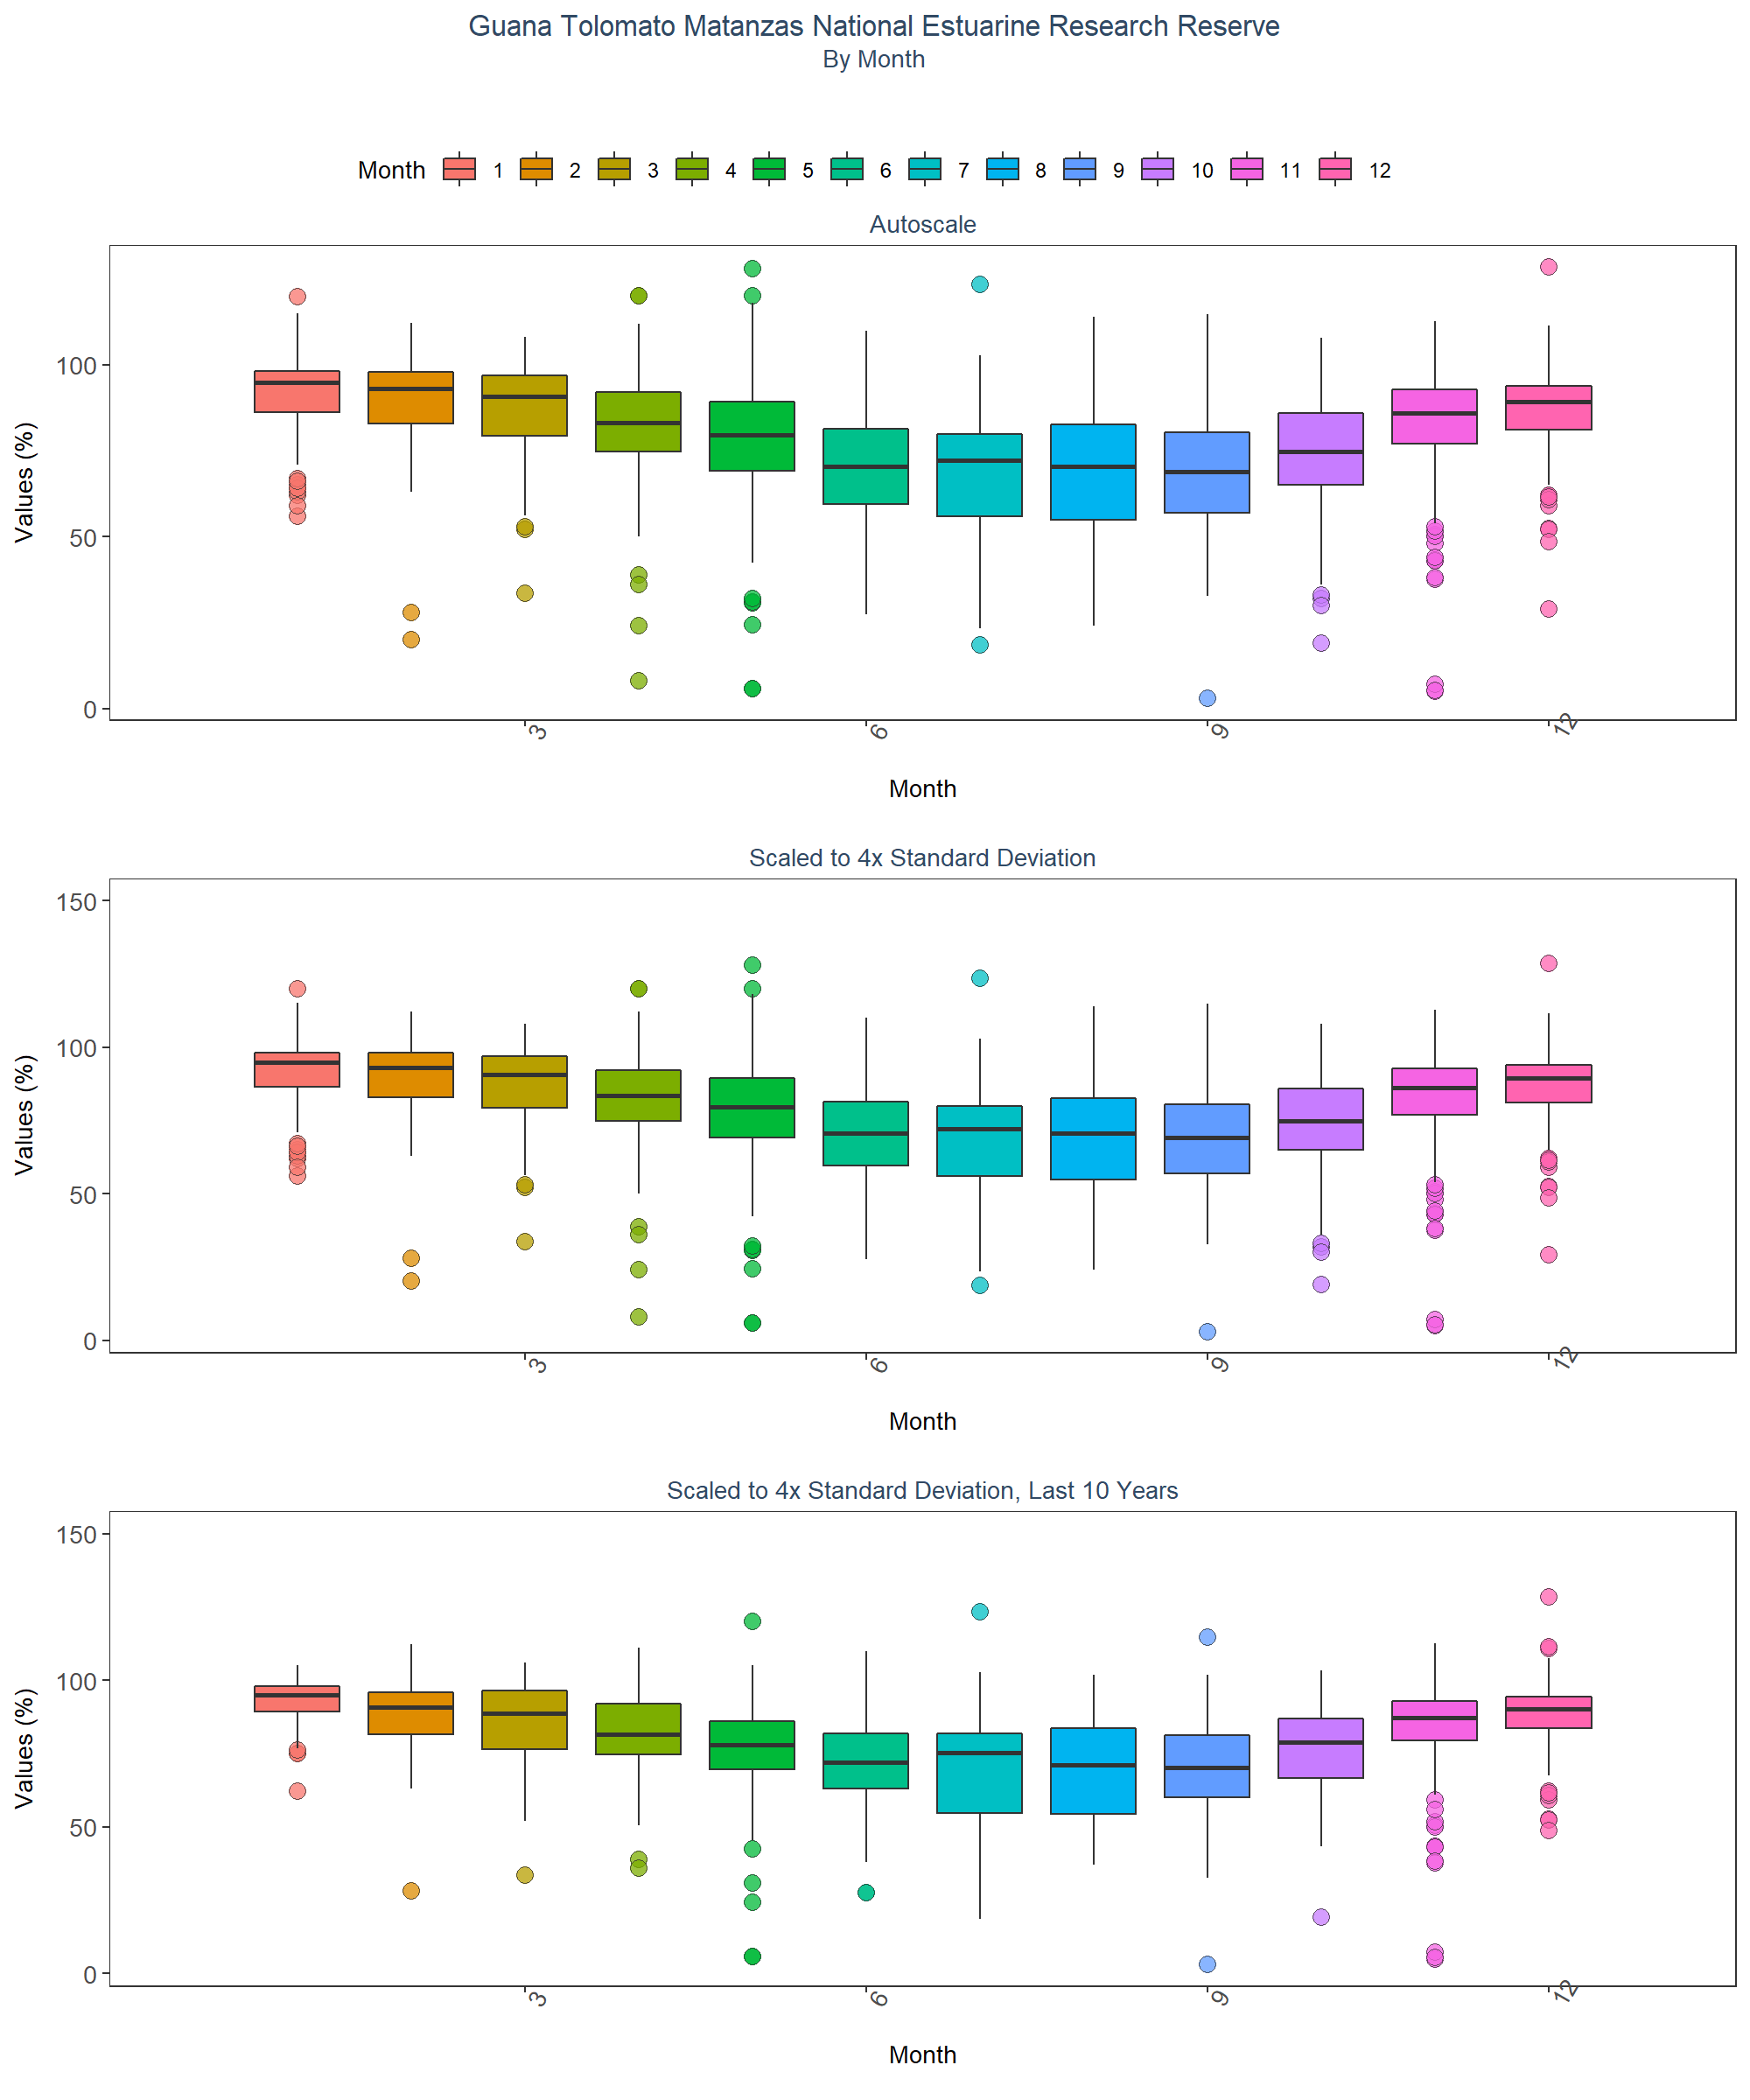 Guana Tolomato Matanzas National Estuarine Research Reserve
By Month
Month 1 2 3 4 5 6 7 8 9 10 11 12
Autoscale
Values (%)
100
50
0
3 6 9 12
Month
Scaled to 4x Standard Deviation
Values (%)
150
100
50
0
3 6 9 12
Month
Scaled to 4x Standard Deviation, Last 10 Years
Values (%)
150
100
50
0
3 6 9 12
Month